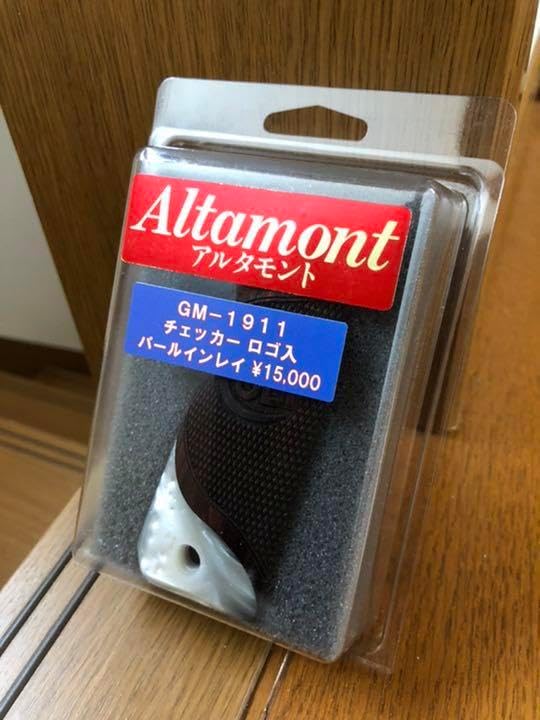 Altamont
アルタモント
GM-1911
チェッカー ロゴ入
パールインレイ ¥15,000